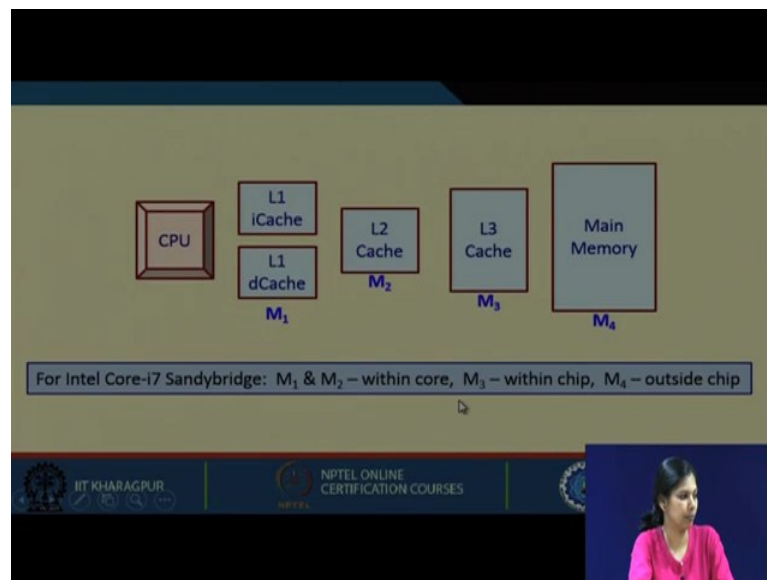 CPU
L1
iCache
L1
dCache
M₁
L2
Cache
M₂
L3
Cache
M₃
Main
Memory
M₄
For Intel Core-i7 Sandybridge: M₁ & M₂ – within core, M₃ – within chip, M₄ – outside chip
IIT KHARAGPUR
NPTEL
NPTEL ONLINE
CERTIFICATION COURSES